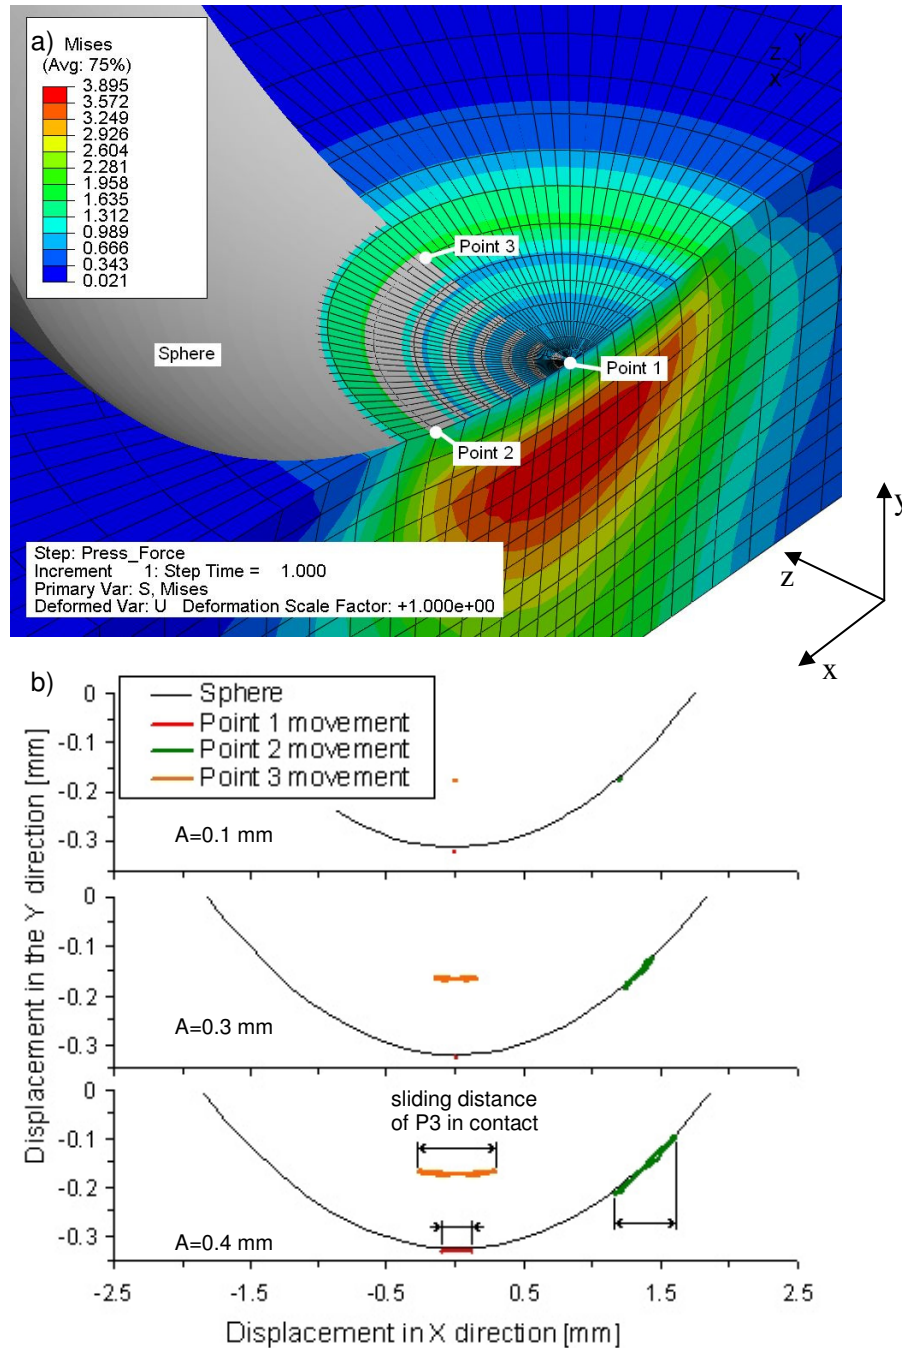 a)
Mises
(Avg: 75%)
3.895
3.572
3.249
2.926
2.604
2.281
1.958
1.635
1.312
0.989
0.666
0.343
0.021
Y
Z
X
Point 3
Sphere
Point 1
Point 2
Step: Press_Force
Increment 1: Step Time = 1.000
Primary Var: S, Mises
Deformed Var: U Deformation Scale Factor: +1.000e+00
y
z
x
b)
Sphere
Point 1 movement
Point 2 movement
Point 3 movement
Displacement in the Y direction [mm]
0
-0.1
-0.2
-0.3
A=0.1 mm
0
-0.1
-0.2
-0.3
A=0.3 mm
0
-0.1
-0.2
-0.3
sliding distance
of P3 in contact
A=0.4 mm
-2.5 -1.5 -0.5 0.5 1.5 2.5
Displacement in X direction [mm]